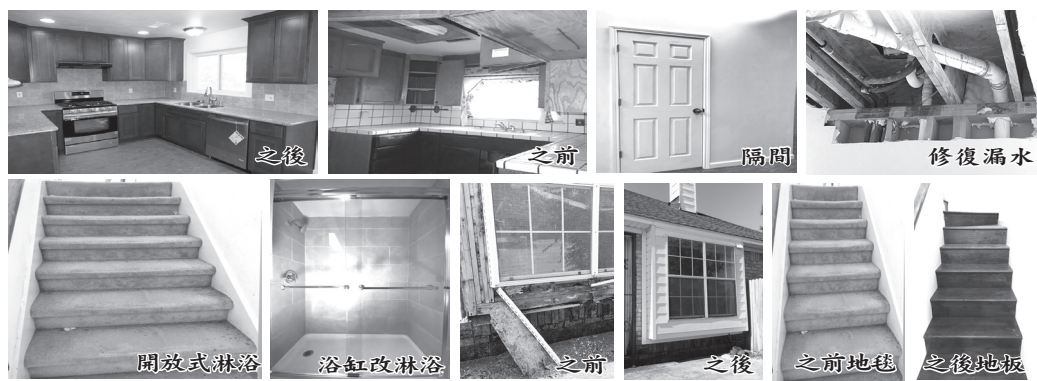 之後
之前
隔間
修復漏水
開放式淋浴
浴缸改淋浴
之前
之後
之前地毯
之後地板